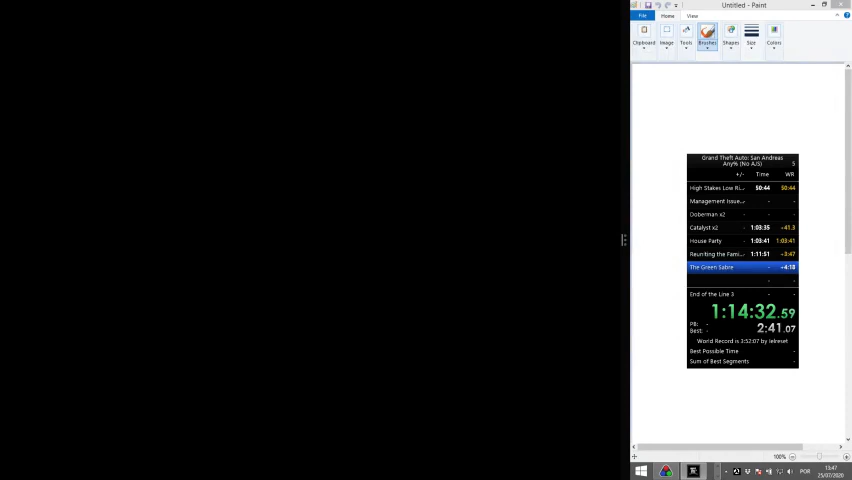 Untitled - Paint
File Home View
Clipboard Image Tools Brushes Shapes Size Colors
Grand Theft Auto: San Andreas
Any% (No AJS) 5
+/- Time WR
High Stakes Low Ri... - 50:44 50:44
Management Issue... - -
Doberman x2 - -
Catalyst x2 - 1:03:35 +41.3
House Party - 1:03:41 1:03:41
Reuniting the Fami... - 1:11:51 +3:47
The Green Sabre - +4:18
- -
End of the Line 3 - -
1:14:32.59
PB: -
Best: - 2:41.07
World Record is 3:52:07 by lelreset
Best Possible Time -
Sum of Best Segments -
100%
POR
13:47
25/07/2020